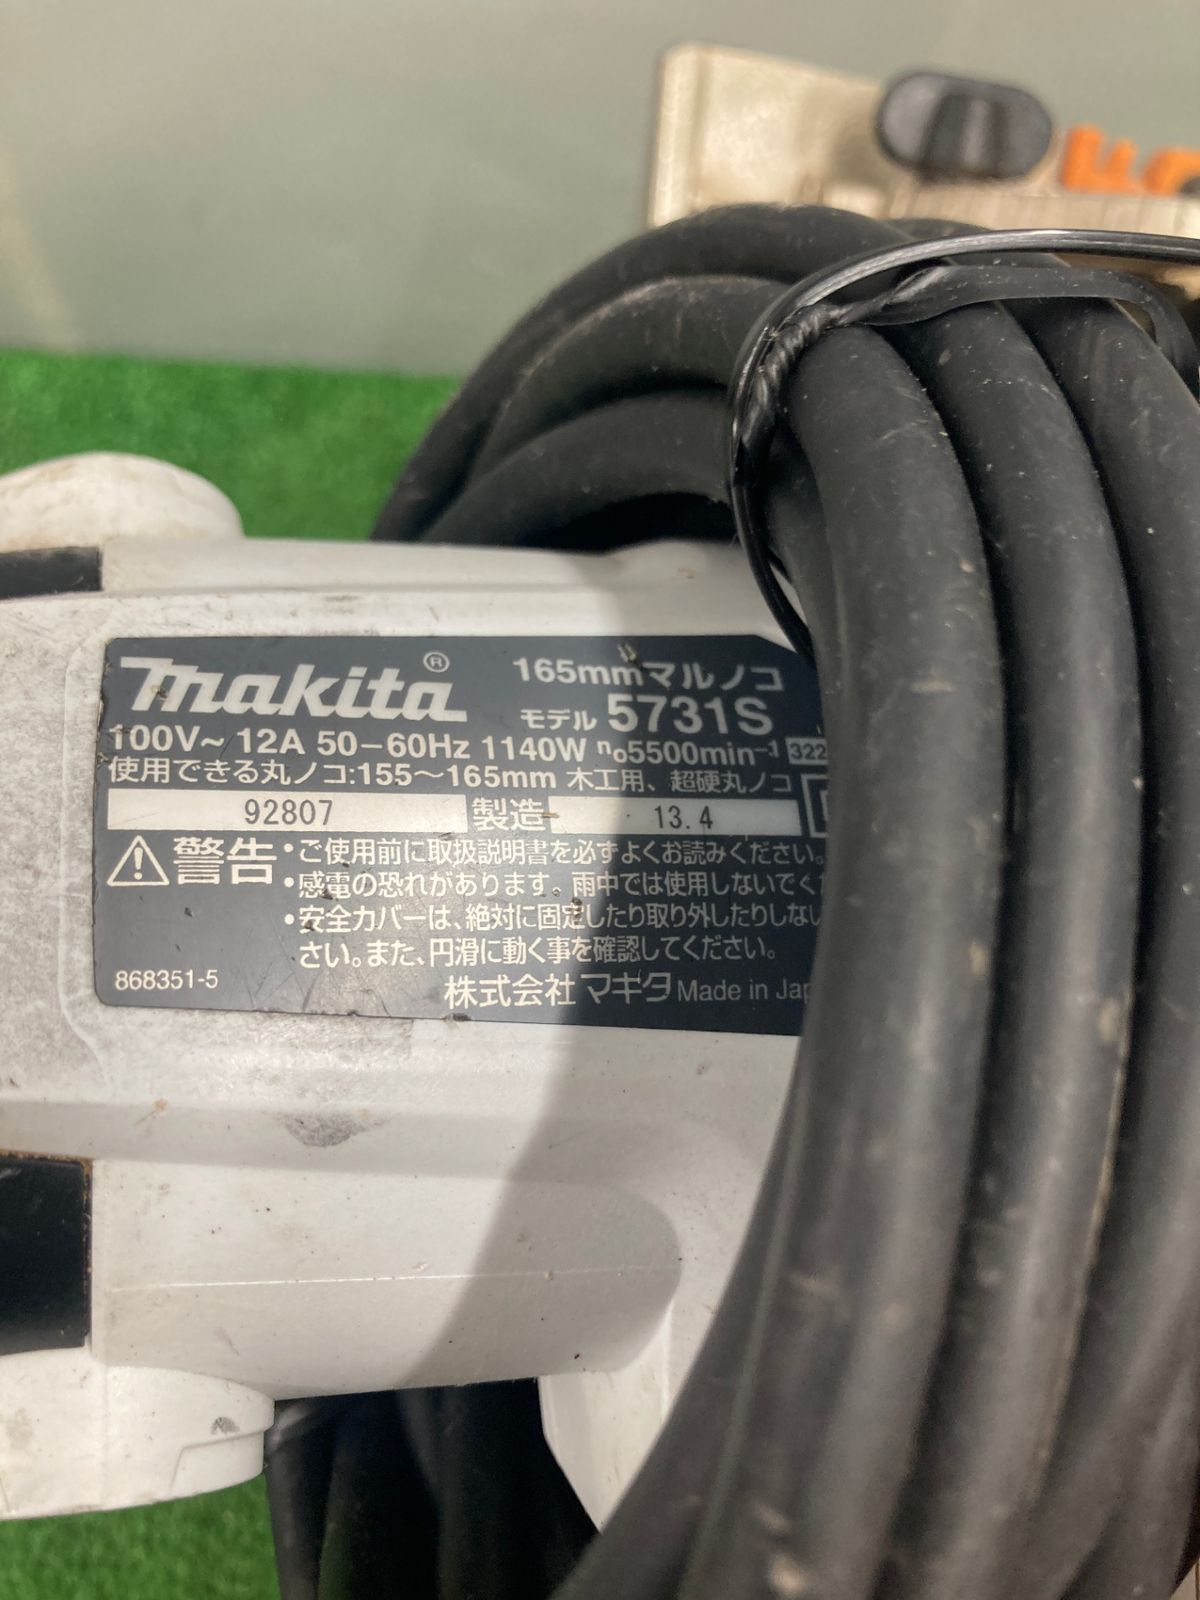 makita®
165mmマルノコ
モデル 5731S
100V～ 12A 50－60Hz 1140W n₀5500min⁻¹ 322
使用できる丸ノコ:155～165mm 木工用、超硬丸ノコ
92807 製造 13.4
警告 •ご使用前に取扱説明書を必ずよくお読みください。
•感電の恐れがあります。雨中では使用しないでく
•安全カバーは、絶対に固定したり取り外したりしない
さい。また、円滑に動く事を確認してください。
868351-5
株式会社マキタ Made in Jap